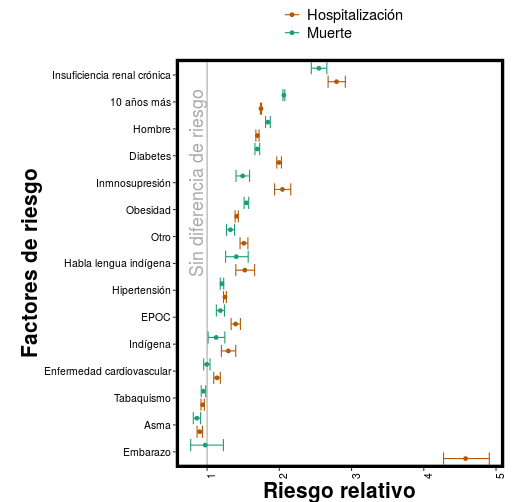 Hospitalización
Muerte
Factores de riesgo
Insuficiencia renal crónica
10 años más
Hombre
Diabetes
Inmnosupresión
Obesidad
Otro
Habla lengua indígena
Hipertensión
EPOC
Indígena
Enfermedad cardiovascular
Tabaquismo
Asma
Embarazo
Sin diferencia de riesgo
1
2
3
4
5
Riesgo relativo